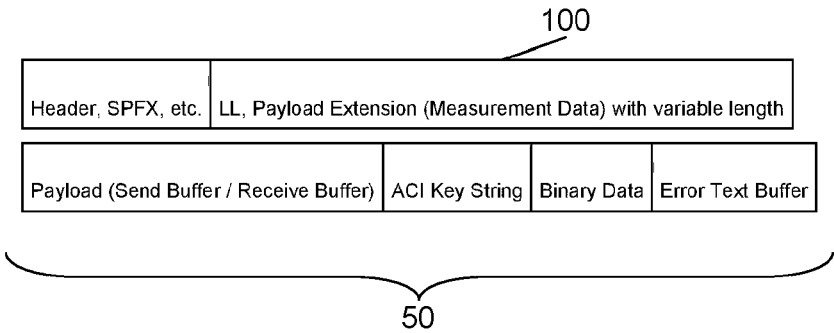 100
Header, SPFX, etc. LL, Payload Extension (Measurement Data) with variable length
Payload (Send Buffer / Receive Buffer) ACI Key String Binary Data Error Text Buffer
50